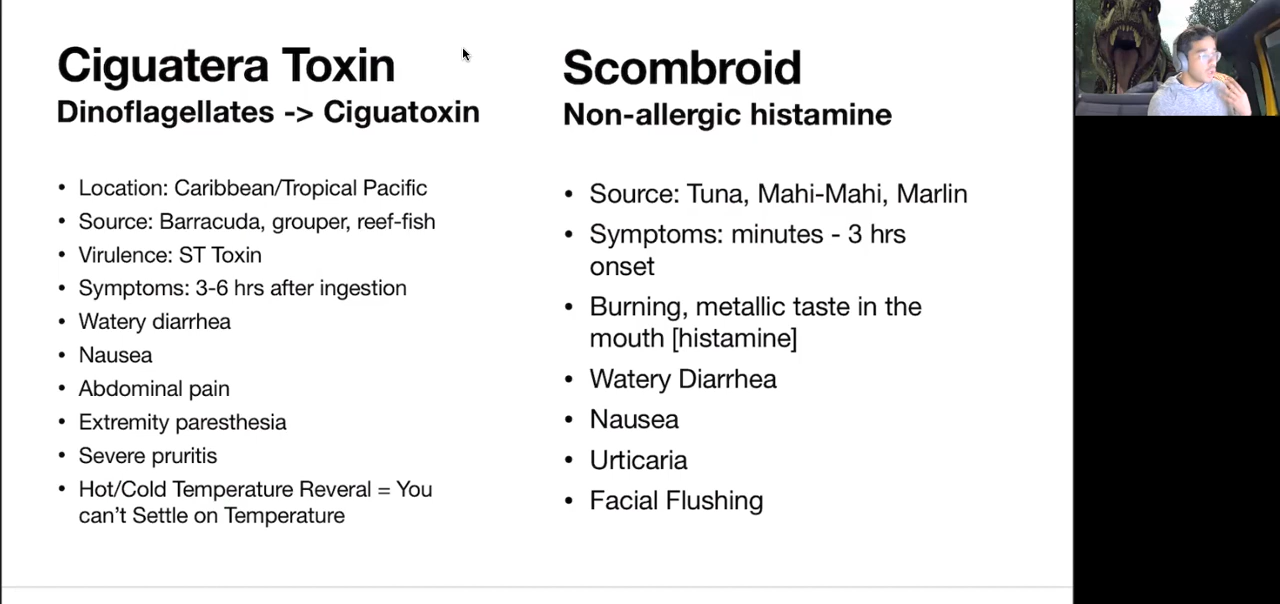 Ciguatera Toxin
Dinoflagellates -> Ciguatoxin
• Location: Caribbean/Tropical Pacific
• Source: Barracuda, grouper, reef-fish
• Virulence: ST Toxin
• Symptoms: 3-6 hrs after ingestion
• Watery diarrhea
• Nausea
• Abdominal pain
• Extremity paresthesia
• Severe pruritis
• Hot/Cold Temperature Reveral = You
can't Settle on Temperature
Scombroid
Non-allergic histamine
• Source: Tuna, Mahi-Mahi, Marlin
• Symptoms: minutes - 3 hrs
onset
• Burning, metallic taste in the
mouth [histamine]
• Watery Diarrhea
• Nausea
• Urticaria
• Facial Flushing